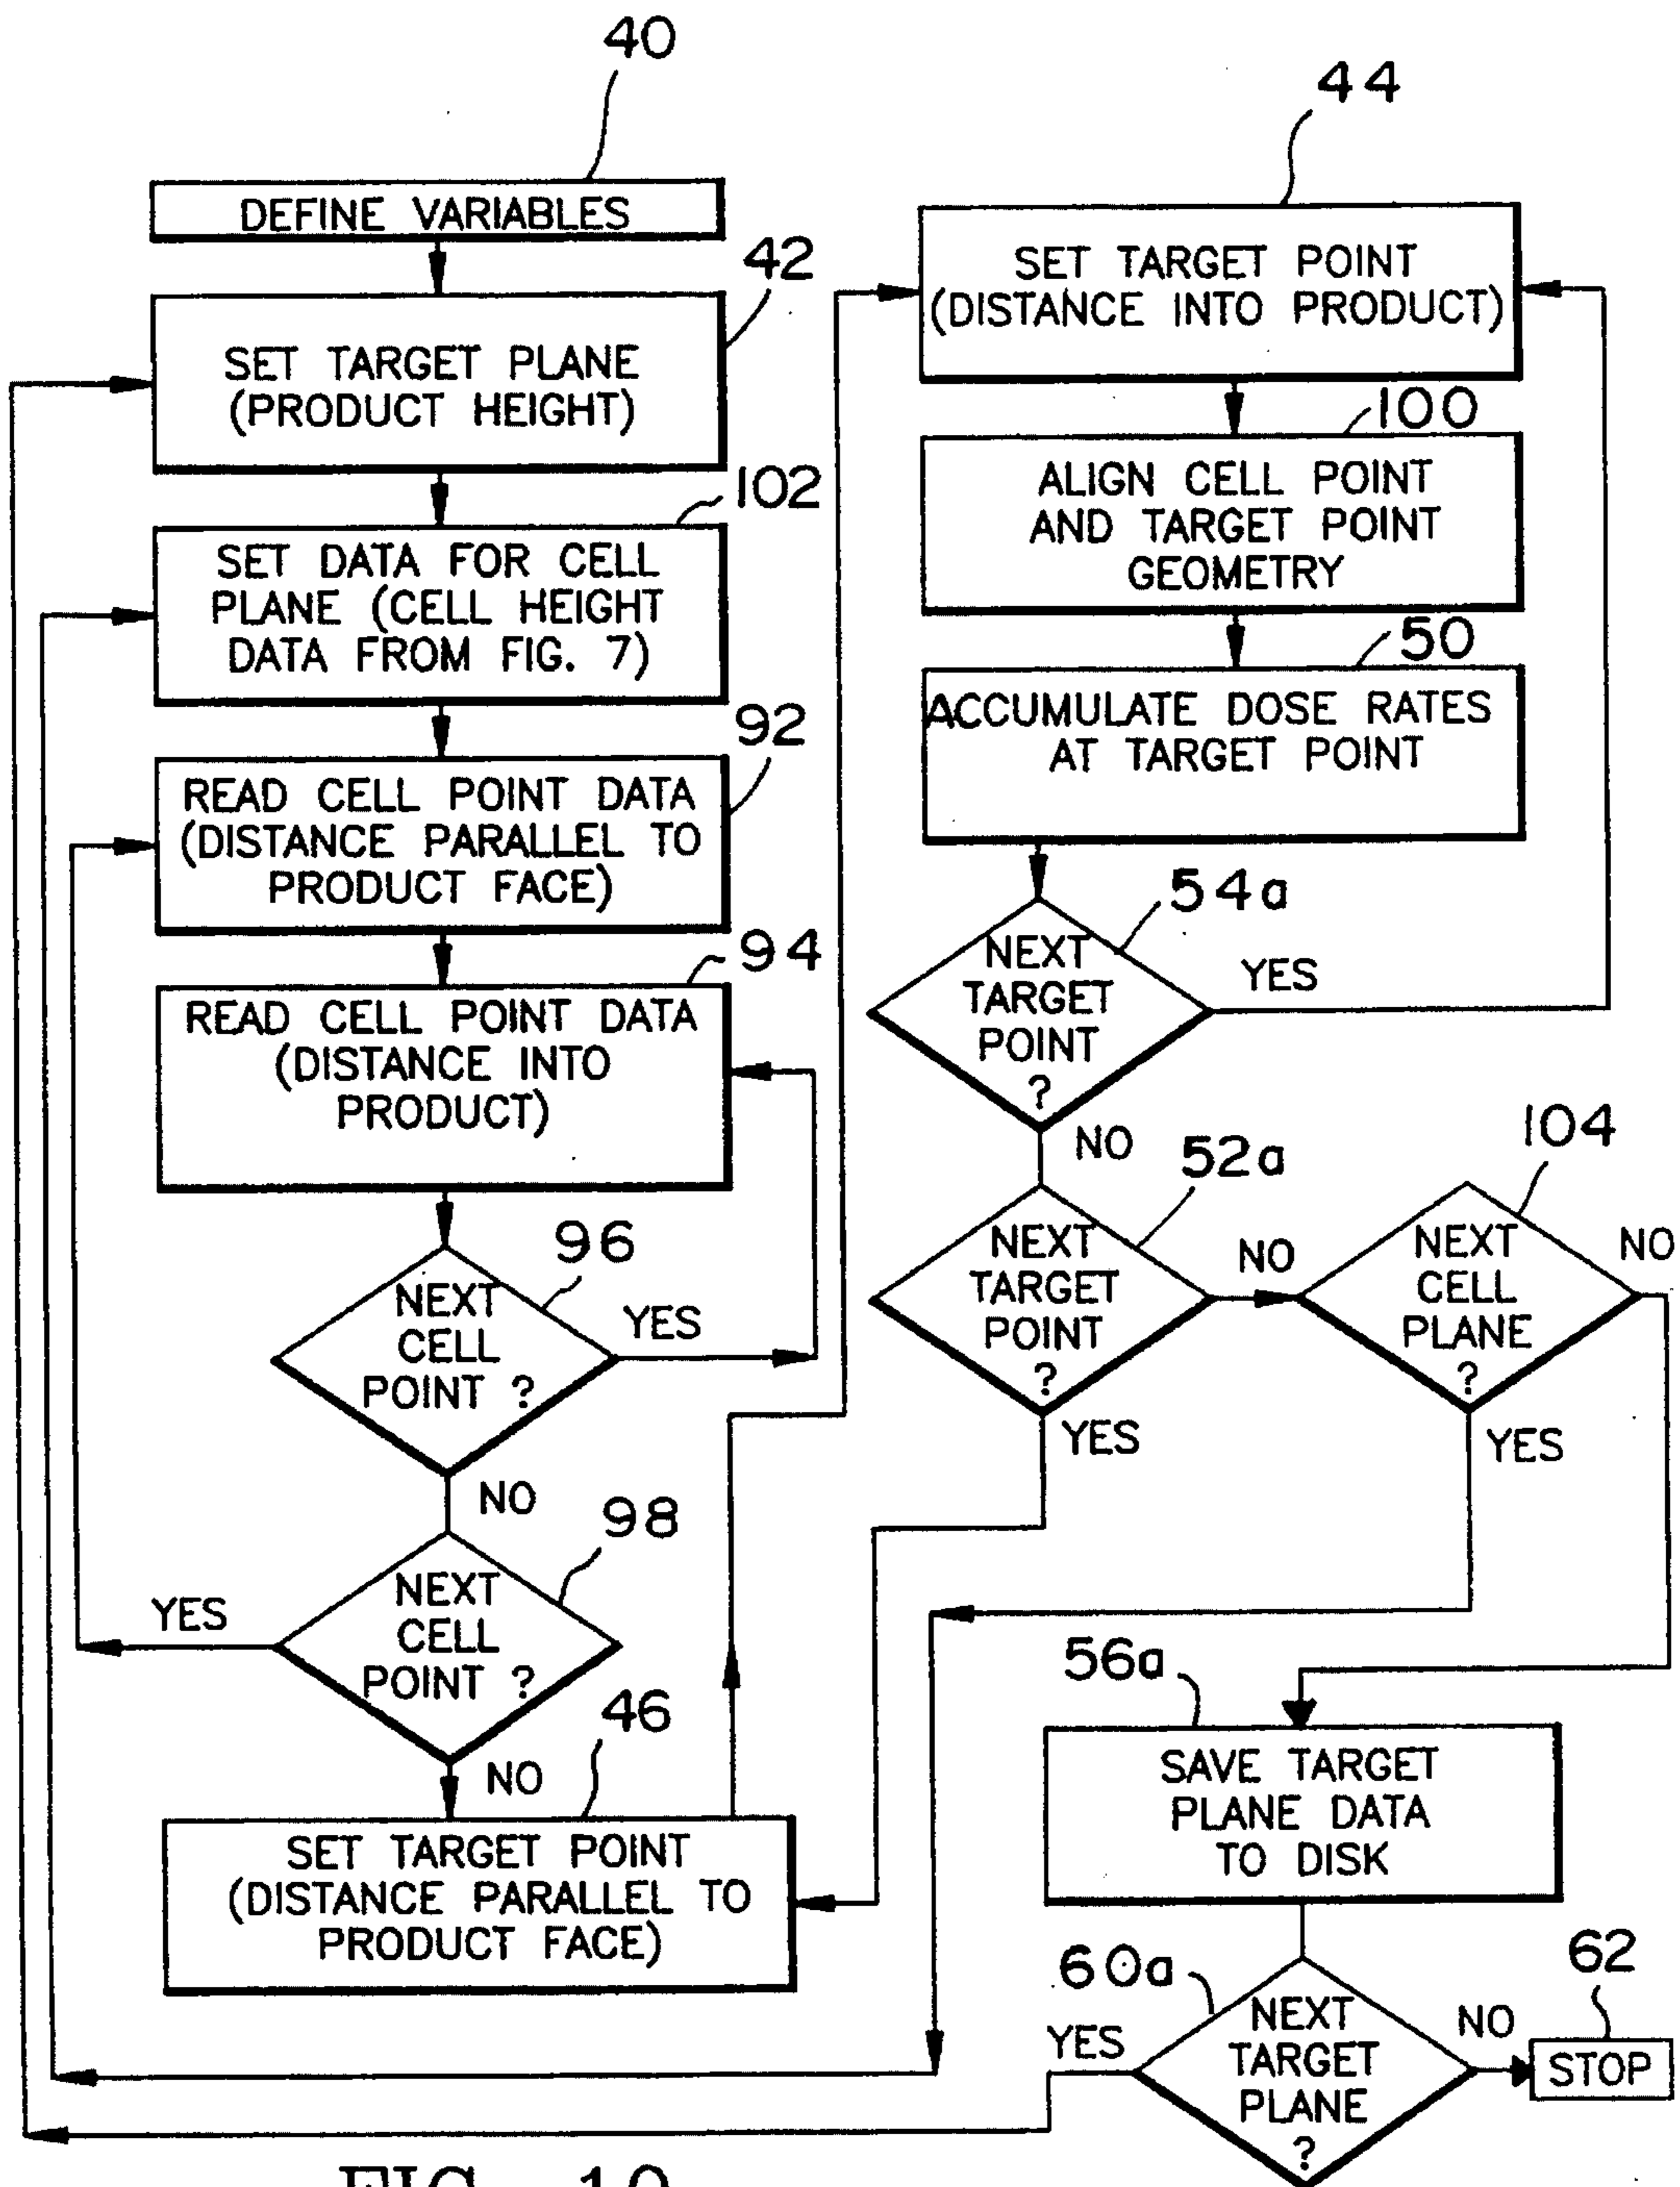 40
DEFINE VARIABLES
42
SET TARGET PLANE
(PRODUCT HEIGHT)
102
SET DATA FOR CELL
PLANE (CELL HEIGHT
DATA FROM FIG. 7)
92
READ CELL POINT DATA
(DISTANCE PARALLEL TO
PRODUCT FACE)
94
READ CELL POINT DATA
(DISTANCE INTO
PRODUCT)
96
NEXT
CELL
POINT ?
YES
NO
98
NEXT
CELL
POINT ?
YES
NO
46
SET TARGET POINT
(DISTANCE PARALLEL TO
PRODUCT FACE)
44
SET TARGET POINT
(DISTANCE INTO PRODUCT)
100
ALIGN CELL POINT
AND TARGET POINT
GEOMETRY
50
ACCUMULATE DOSE RATES
AT TARGET POINT
54a
NEXT
TARGET
POINT
?
YES
NO
52a
NEXT
TARGET
POINT
?
NO
YES
104
NEXT
CELL
PLANE
?
NO
YES
56a
SAVE TARGET
PLANE DATA
TO DISK
60a
NEXT
TARGET
PLANE
?
YES
NO
62
STOP
FIG. 10